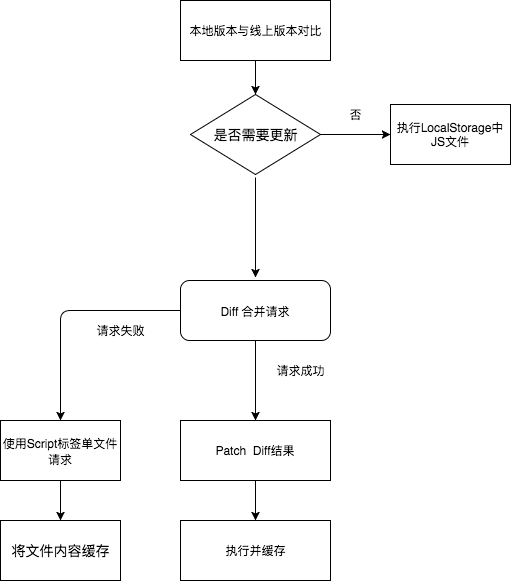 本地版本与线上版本对比
是否需要更新
否
执行LocalStorage中
JS文件
Diff 合并请求
请求失败
请求成功
使用Script标签单文件
请求
Patch  Diff结果
将文件内容缓存
执行并缓存